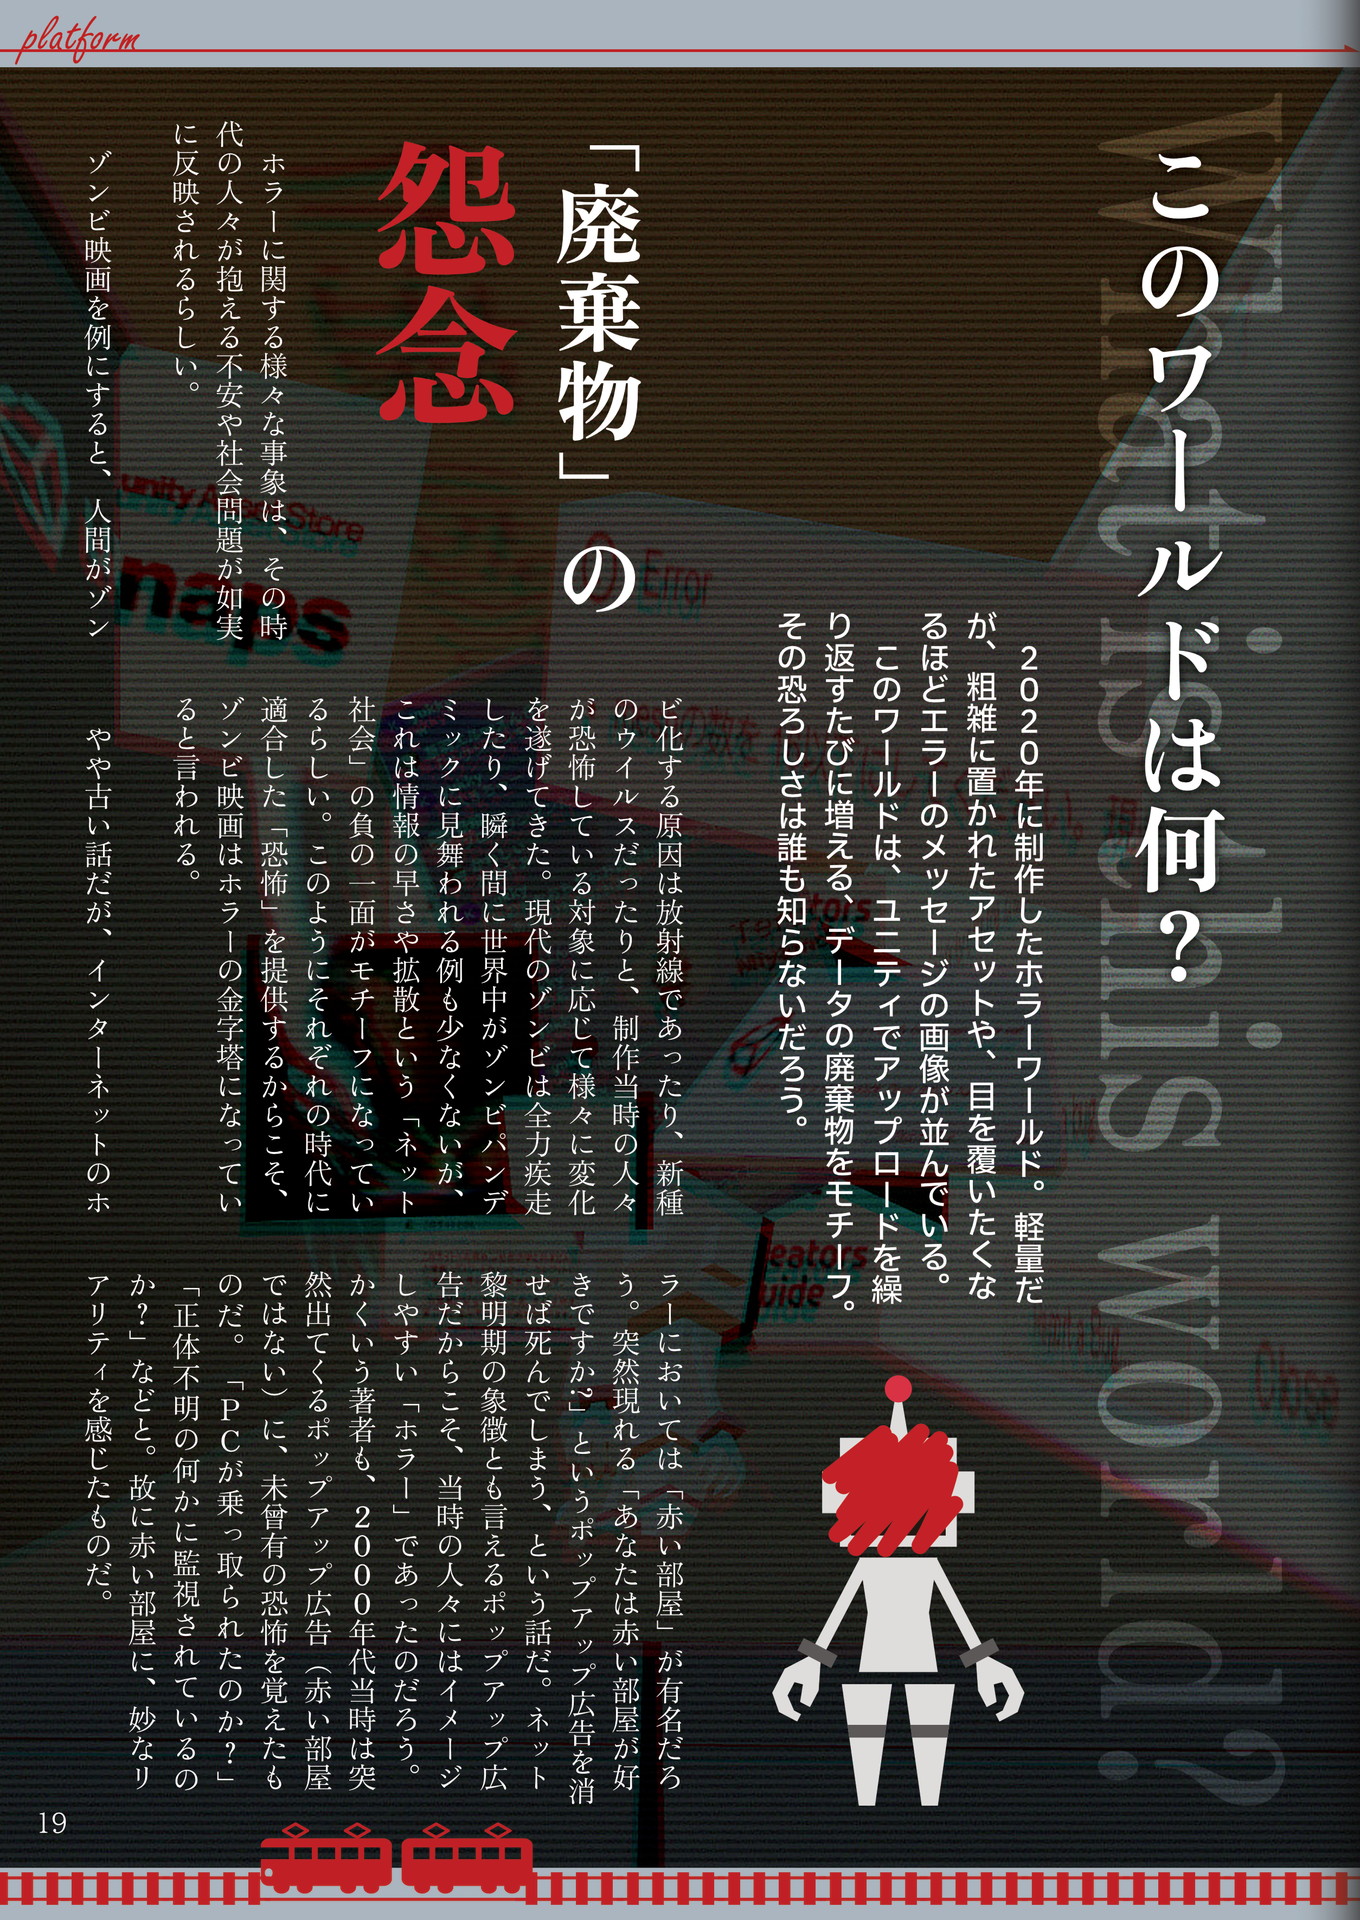 platform
What is this world?
このワールドは何？
２０２０年に制作したホラーワールド。軽量だ
が、粗雑に置かれたアセットや、目を覆いたくな
るほどエラーのメッセージの画像が並んでいる。
このワールドは、ユニティでアップロードを繰
り返すたびに増える、データの廃棄物をモチーフ。
その恐ろしさは誰も知らないだろう。
「廃棄物」の
怨念
ホラーに関する様々な事象は、その時
代の人々が抱える不安や社会問題が如実
に反映されるらしい。
ゾンビ映画を例にすると、人間がゾン
ビ化する原因は放射線であったり、新種
のウイルスだったりと、制作当時の人々
が恐怖している対象に応じて様々に変化
を遂げてきた。現代のゾンビは全力疾走
したり、瞬く間に世界中がゾンビパンデ
ミックに見舞われる例も少なくないが、
これは情報の早さや拡散という「ネット
社会」の負の一面がモチーフになってい
るらしい。このようにそれぞれの時代に
適合した「恐怖」を提供するからこそ、
ゾンビ映画はホラーの金字塔になってい
ると言われる。
やや古い話だが、インターネットのホ
ラーにおいては「赤い部屋」が有名だろ
う。突然現れる「あなたは赤い部屋が好
きですか?」というポップアップ広告を消
せば死んでしまう、という話だ。ネット
黎明期の象徴とも言えるポップアップ広
告だからこそ、当時の人々にはイメージ
しやすい「ホラー」であったのだろう。
かくいう著者も、２０００年代当時は突
然出てくるポップアップ広告（赤い部屋
ではない）に、未曾有の恐怖を覚えたも
のだ。「ＰＣが乗っ取られたのか？」
「正体不明の何かに監視されているの
か？」などと。故に赤い部屋に、妙なリ
アリティを感じたものだ。
unity Asset Store
naps
Error
eators
uide
Close
19